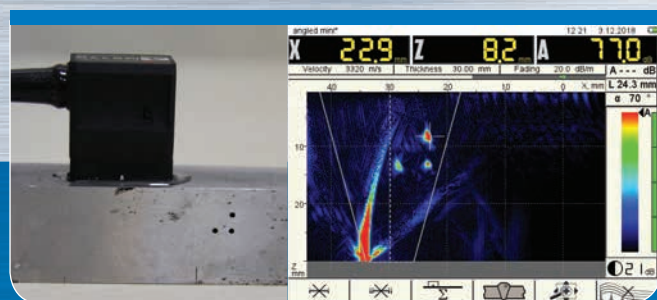 angled mini* 12 21 3.12.2018
X 22.9 mm Z 8.2 mm A 77.0 dB
Velocity 3320 m/s Thickness 30.00 mm Fading 20.0 dB/m A - - - dB
40 30 20 10 0 X, mm L 24.3 mm
α 70 °
A
10
20
Z
mm
21 dB
Σ